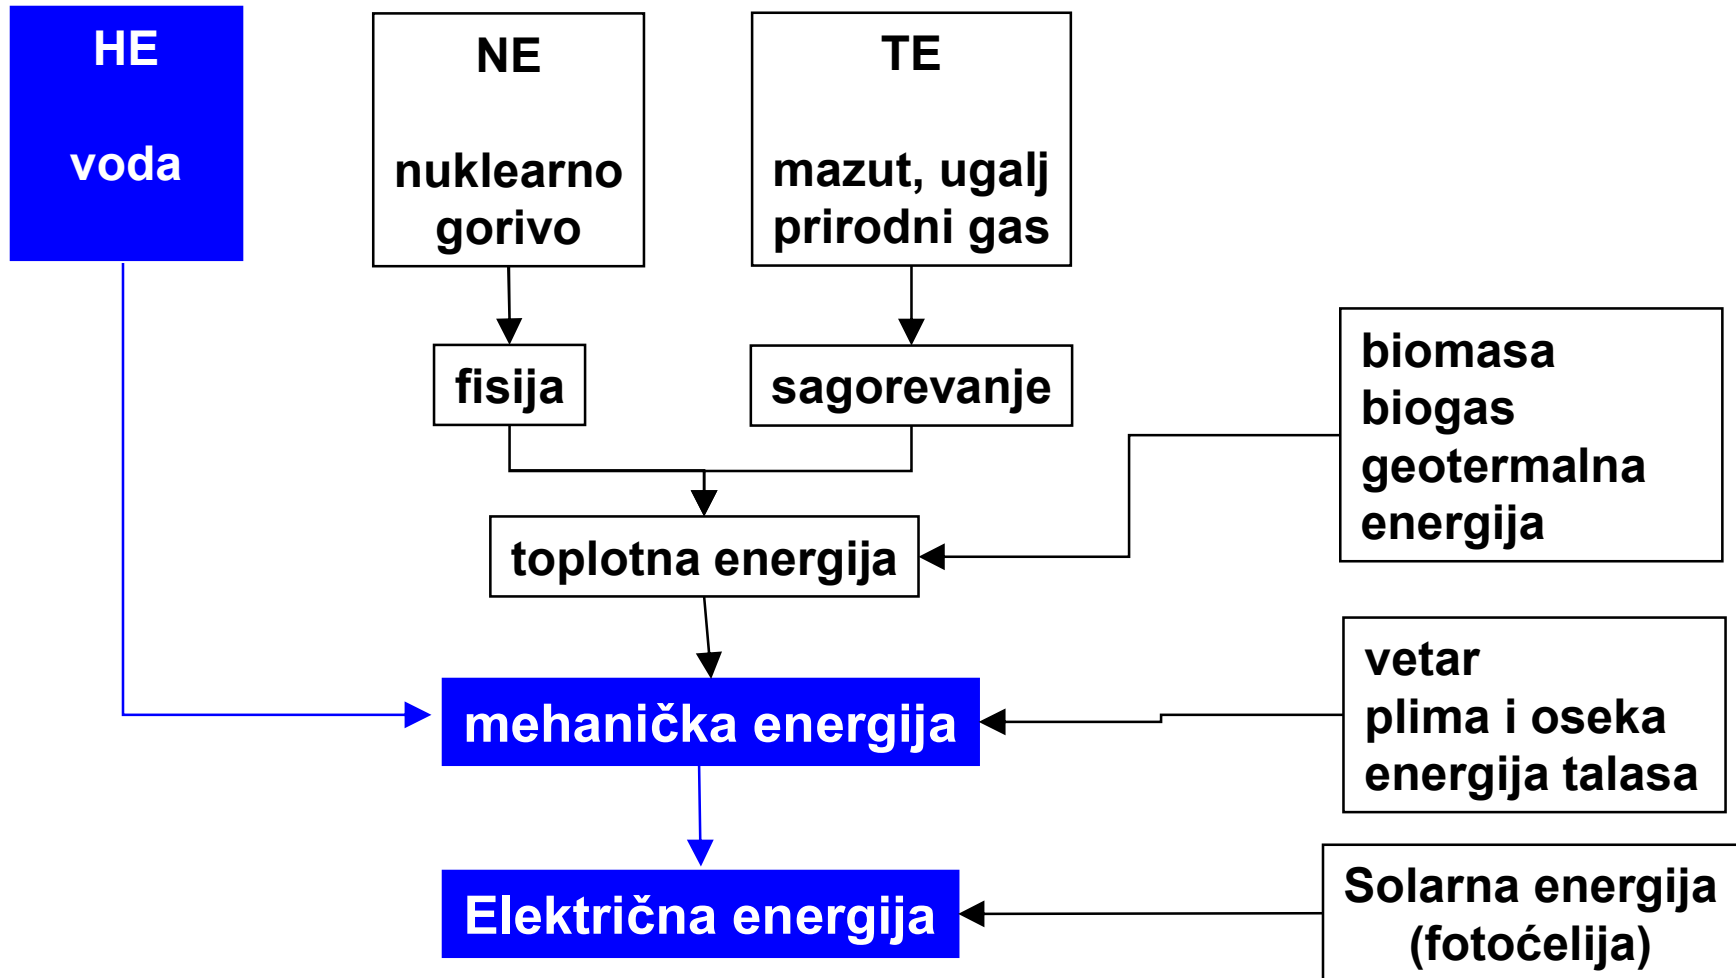 HE
voda
NE
nuklearno
gorivo
TE
mazut, ugalj
prirodni gas
fisija
sagorevanje
biomasa
biogas
geotermalna
energija
toplotna energija
vetar
plima i oseka
energija talasa
mehanička energija
Električna energija
Solarna energija
(fotoćelija)